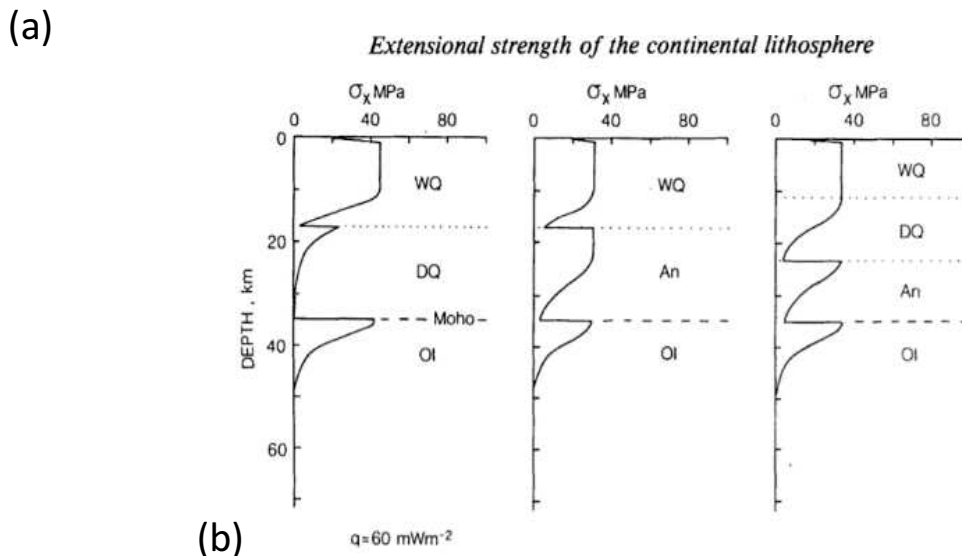 (a)
Extensional strength of the continental lithosphere
σx MPa σx MPa σx MPa
0 40 80 0 40 80 0 40 80
0
WQ WQ WQ
20
DQ An DQ
An
Moho
40
Ol Ol Ol
60
DEPTH, km
(b) q=60 mWm-2